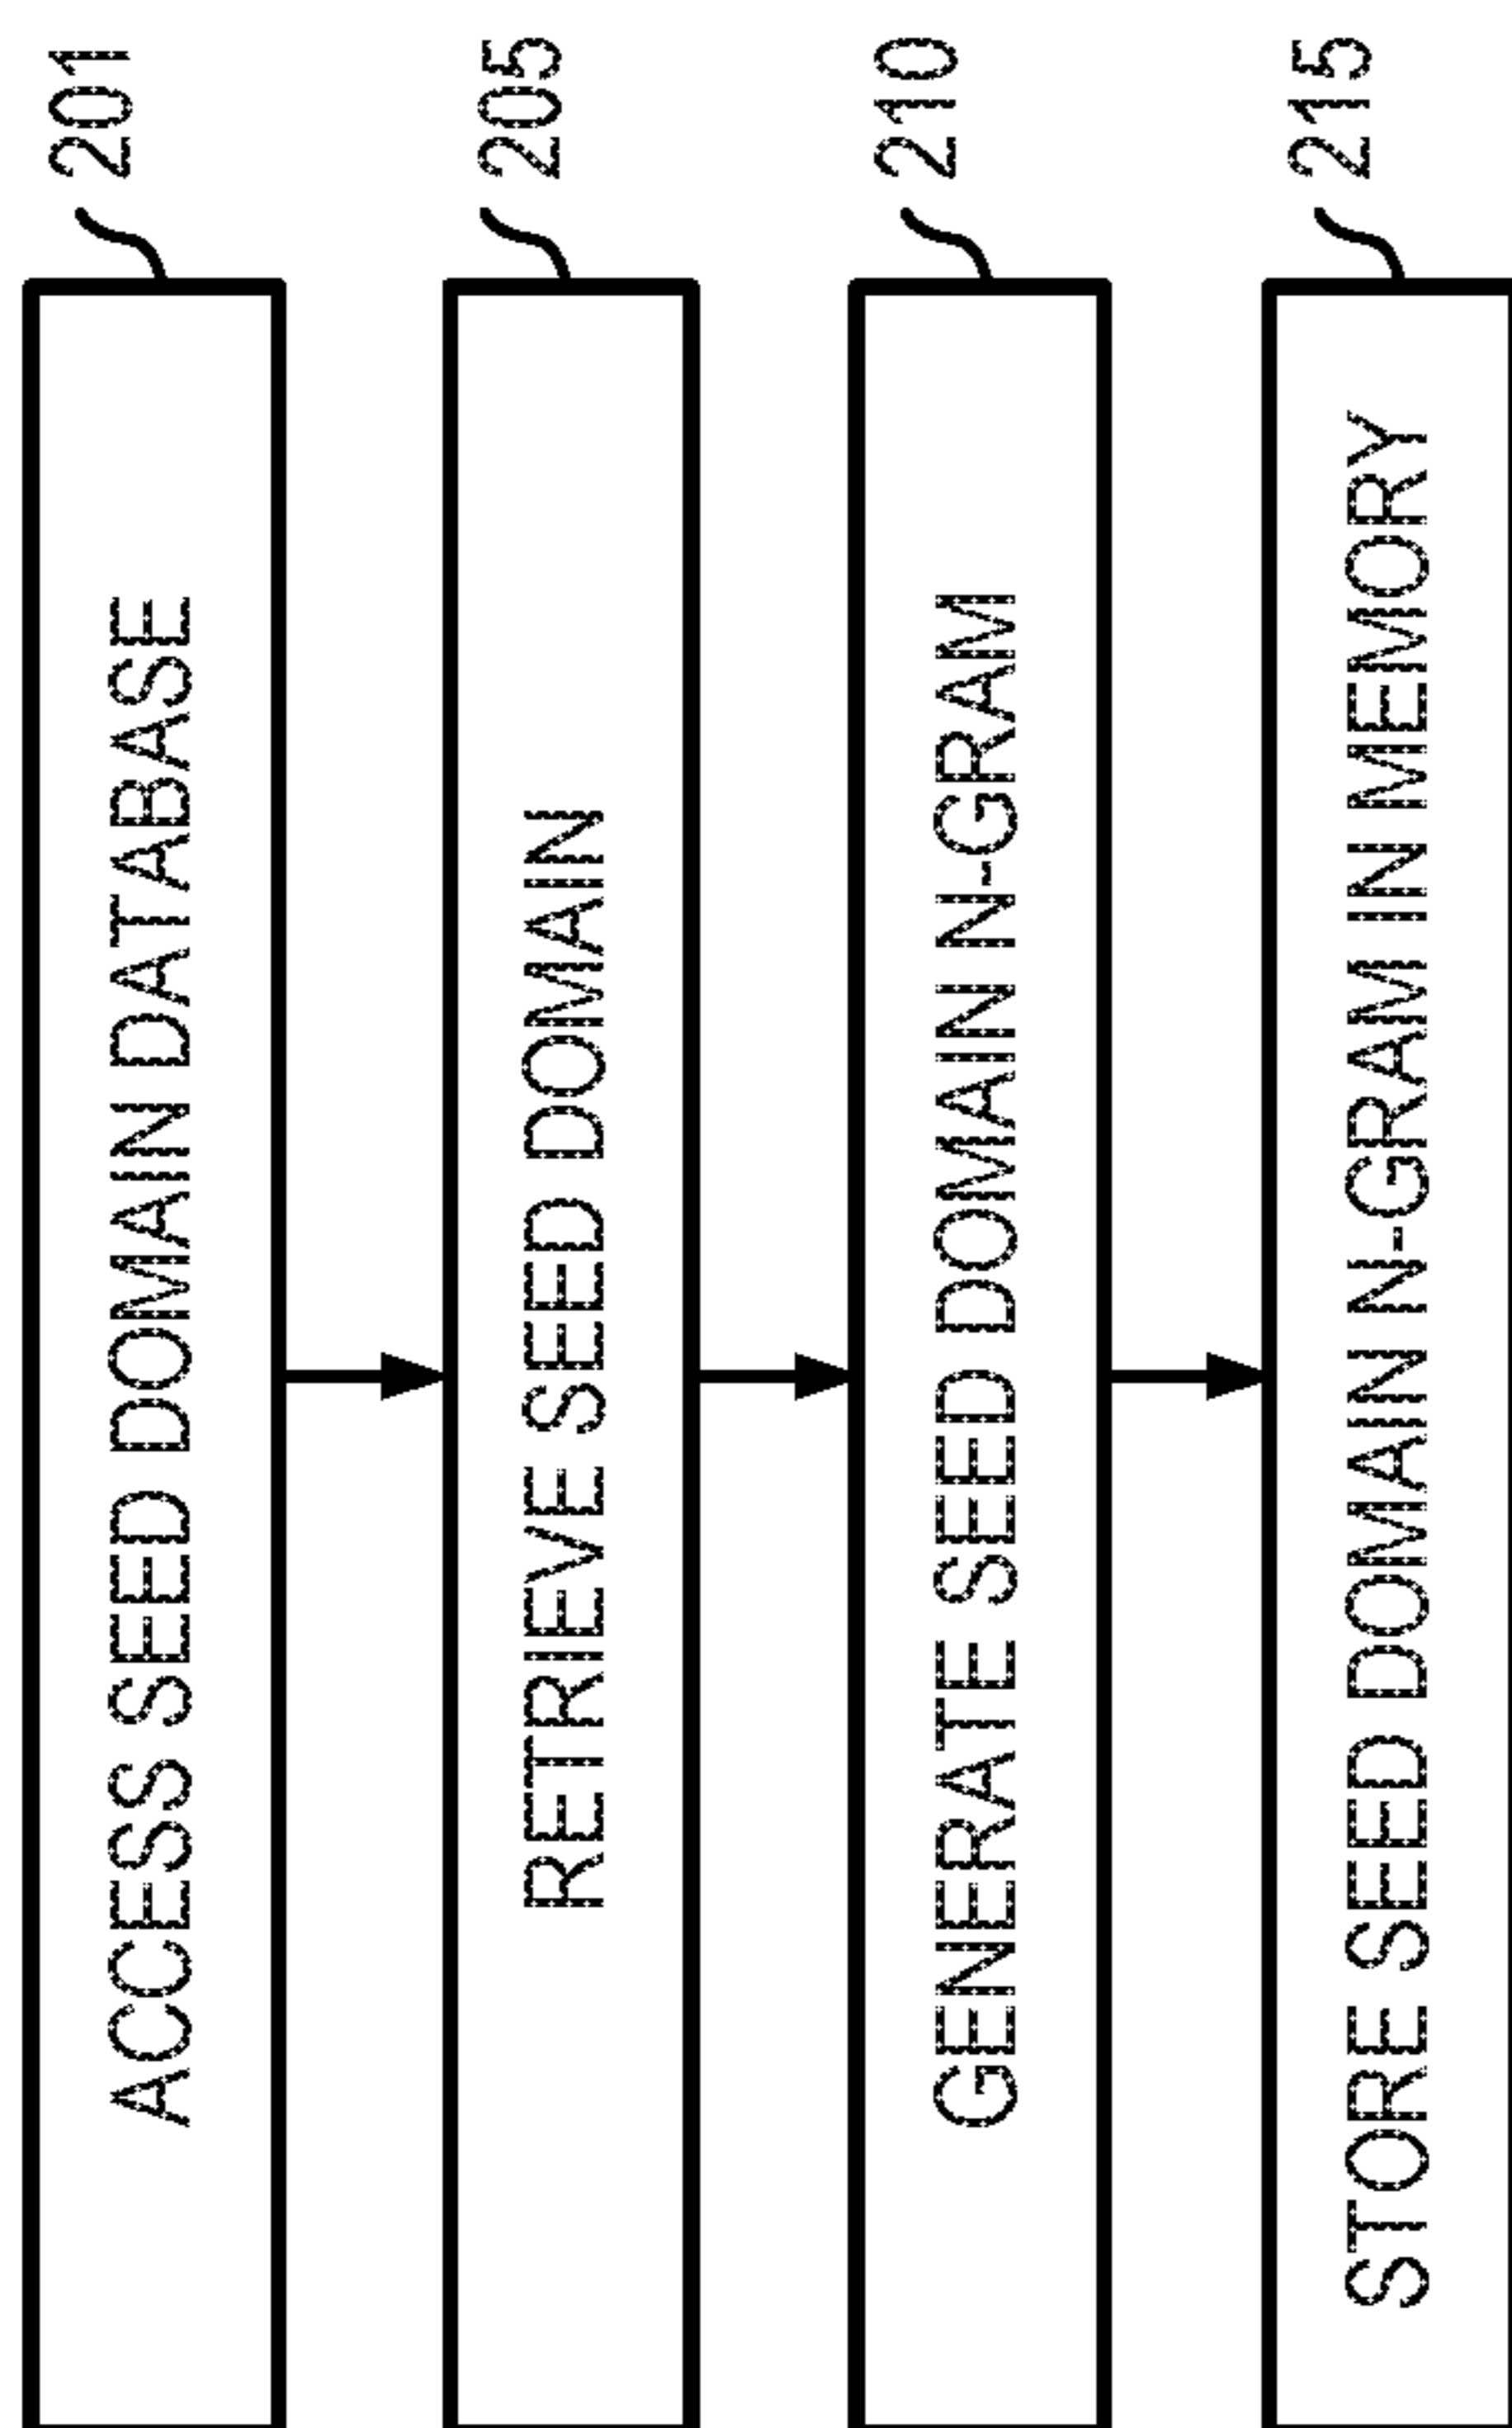 201
ACCESS SEED DOMAIN DATABASE
205
RETRIEVE SEED DOMAIN
210
GENERATE SEED DOMAIN N-GRAM
215
STORE SEED DOMAIN N-GRAM IN MEMORY